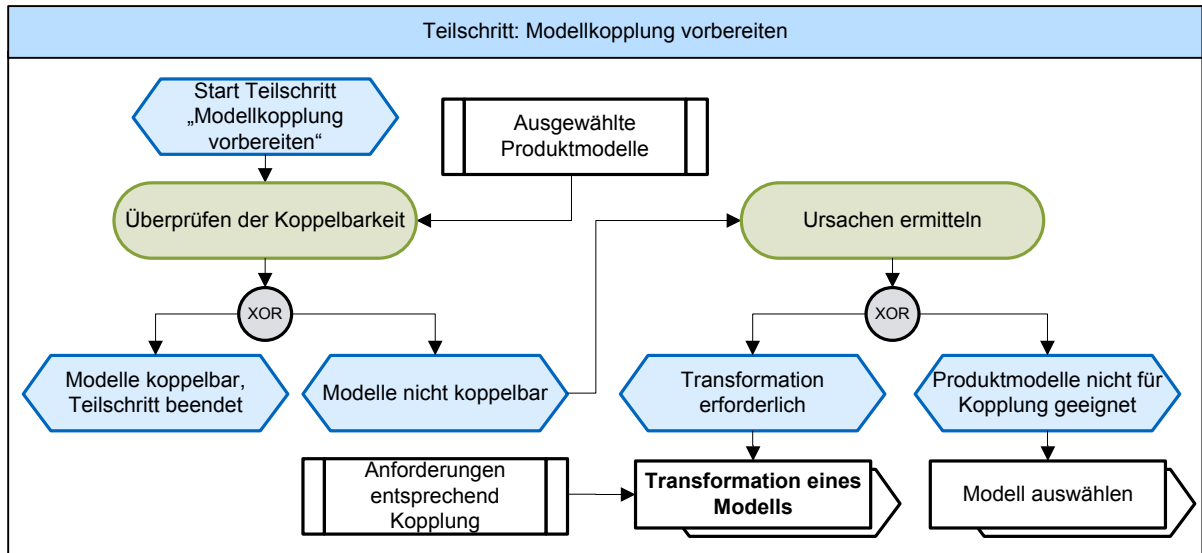 Teilschritt: Modellkopplung vorbereiten
Start Teilschritt
„Modellkopplung
vorbereiten“
Ausgewählte
Produktmodelle
Überprüfen der Koppelbarkeit
Ursachen ermitteln
XOR
XOR
Modelle koppelbar,
Teilschritt beendet
Modelle nicht koppelbar
Transformation
erforderlich
Produktmodelle nicht für
Kopplung geeignet
Anforderungen
entsprechend
Kopplung
Transformation eines
Modells
Modell auswählen